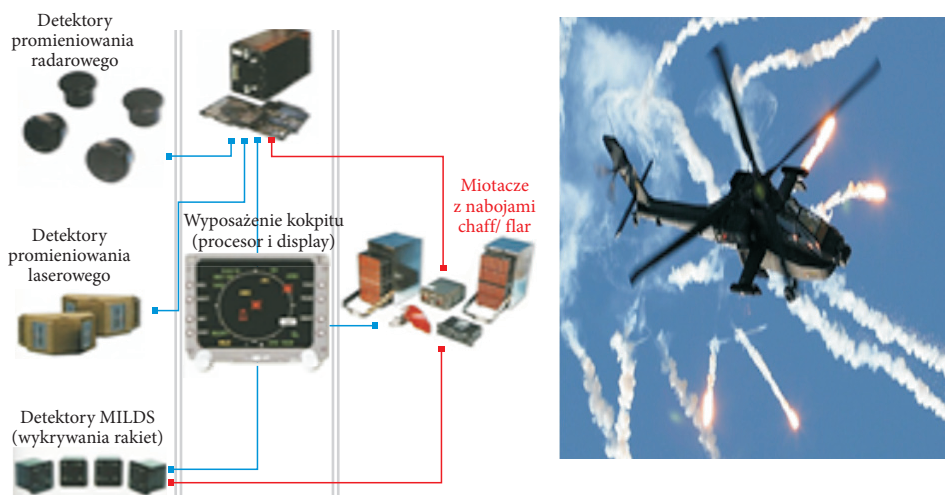 Detektory
promieniowania
radarowego
Wyposażenie kokpitu
(procesor i display)
Miotacze
z nabojami
chaff/ flar
Detektory
promieniowania
laserowego
Detektory MILDS
(wykrywania rakiet)